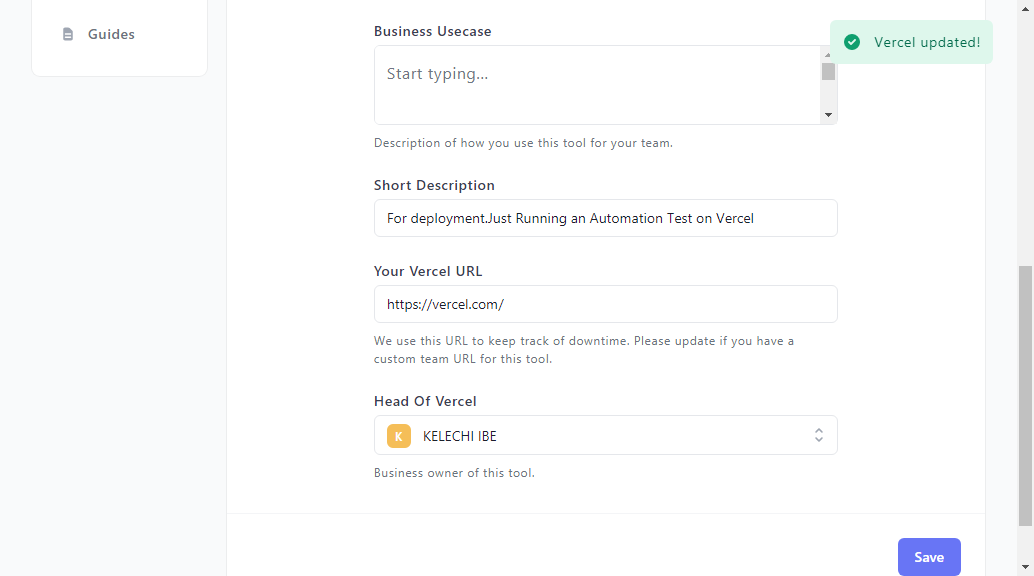 Guides
Business Usecase
Vercel updated!
Start typing...
Description of how you use this tool for your team.
Short Description
For deployment.Just Running an Automation Test on Vercel
Your Vercel URL
https://vercel.com/
We use this URL to keep track of downtime. Please update if you have a
custom team URL for this tool.
Head Of Vercel
K KELECHI IBE
Business owner of this tool.
Save